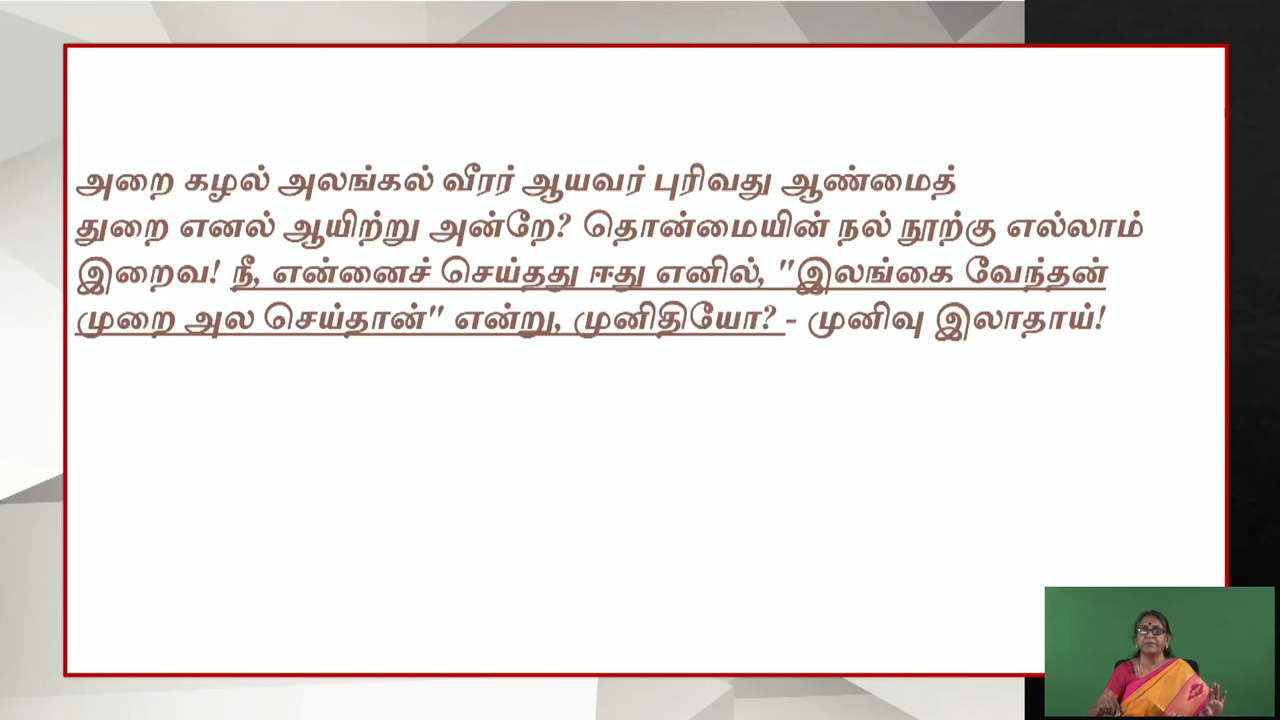 அறை கழல் அலங்கல் வீரர் ஆயவர் புரிவது ஆண்மைத்
துறை எனல் ஆயிற்று அன்றே? தொன்மையின் நல் நூற்கு எல்லாம்
இறைவ! நீ, என்னைச் செய்தது ஈது எனில், "இலங்கை வேந்தன்
முறை அல செய்தான்" என்று, முனிதியோ? - முனிவு இலாதாய்!